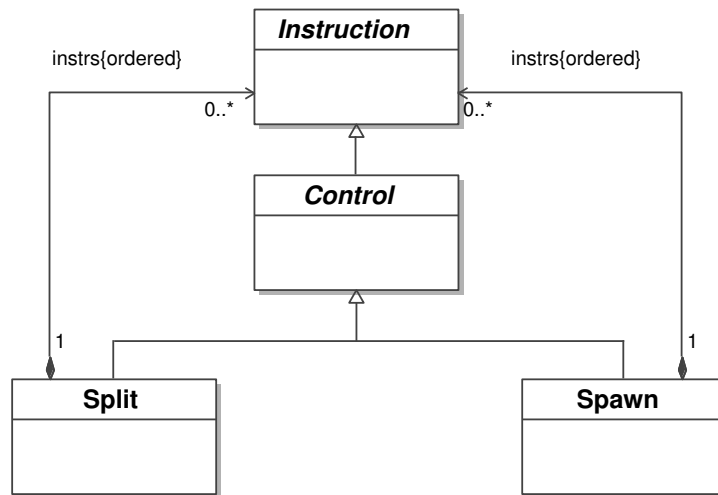 Instruction
instrs{ordered}
instrs{ordered}
0..*
0..*
Control
1
1
Split
Spawn